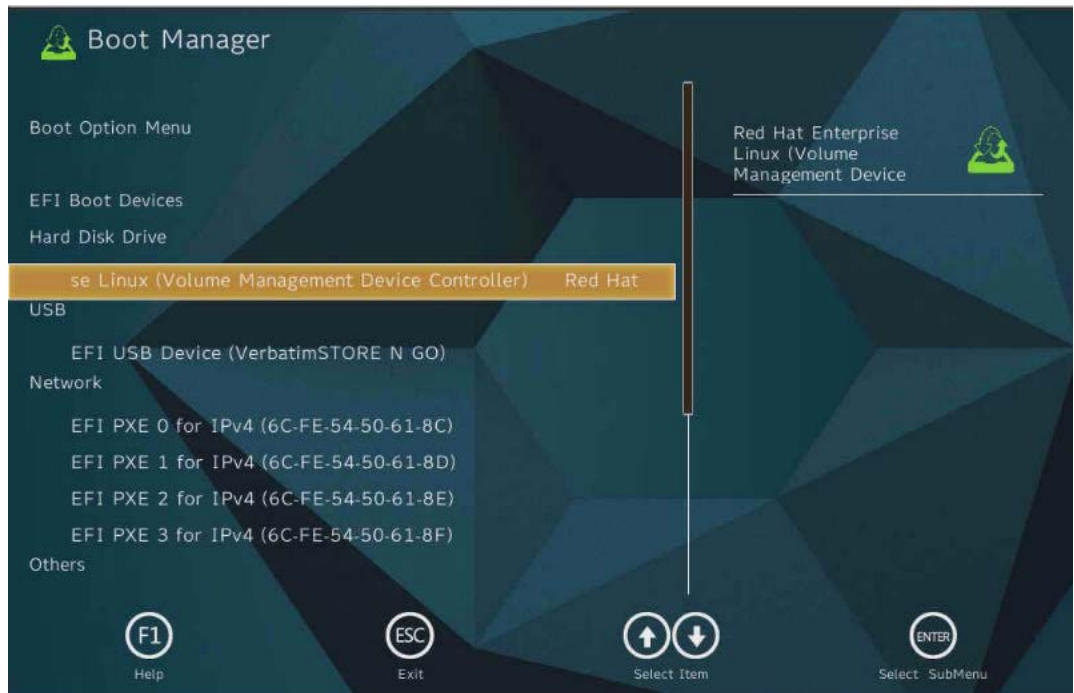 Boot Manager
Boot Option Menu
EFI Boot Devices
Hard Disk Drive
se Linux (Volume Management Device Controller) Red Hat
USB
EFI USB Device (VerbatimSTORE N GO)
Network
EFI PXE 0 for IPv4 (6C-FE-54-50-61-8C)
EFI PXE 1 for IPv4 (6C-FE-54-50-61-8D)
EFI PXE 2 for IPv4 (6C-FE-54-50-61-8E)
EFI PXE 3 for IPv4 (6C-FE-54-50-61-8F)
Others
Red Hat Enterprise
Linux (Volume
Management Device
F1
Help
ESC
Exit
Select Item
ENTER
Select SubMenu